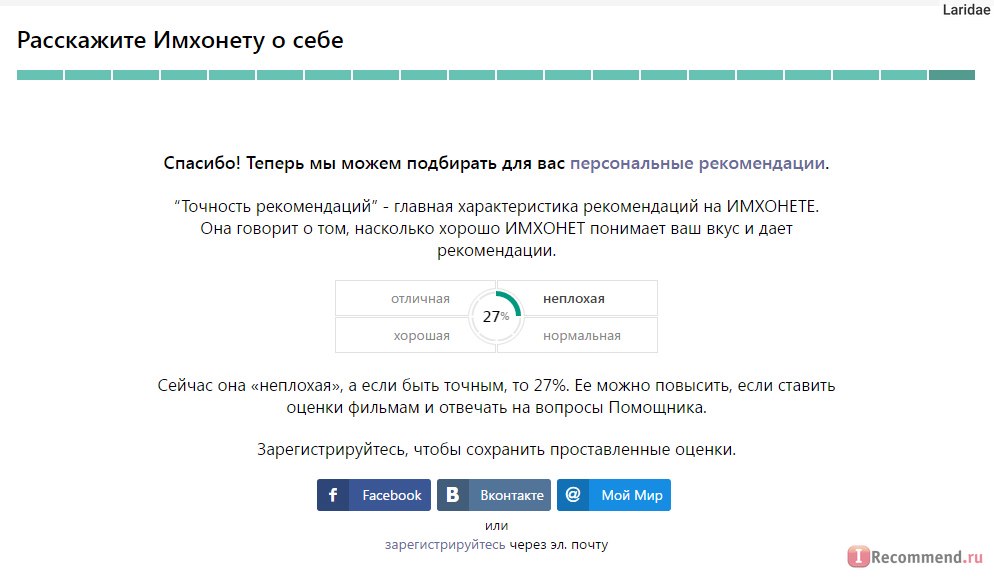 Laridae
Расскажите Имхонету о себе
Спасибо! Теперь мы можем подбирать для вас персональные рекомендации.
“Точность рекомендаций” - главная характеристика рекомендаций на ИМХОНЕТЕ.
Она говорит о том, насколько хорошо ИМХОНЕТ понимает ваш вкус и дает
рекомендации.
отличная
неплохая
27%
хорошая
нормальная
Сейчас она «неплохая», а если быть точным, то 27%. Ее можно повысить, если ставить
оценки фильмам и отвечать на вопросы Помощника.
Зарегистрируйтесь, чтобы сохранить проставленные оценки.
f Facebook
B Вконтакте
@ Мой Мир
или
зарегистрируйтесь через эл. почту
IRecommend.ru